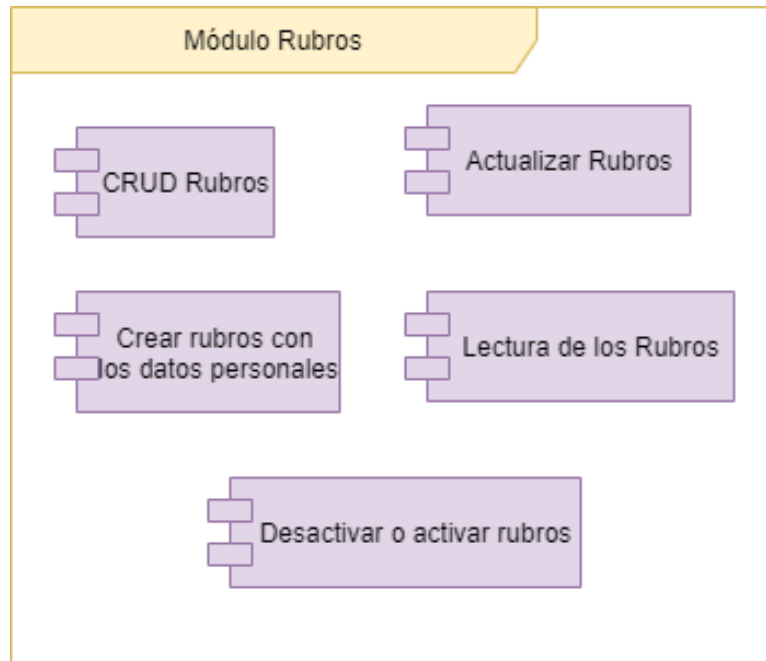 Módulo Rubros
CRUD Rubros
Actualizar Rubros
Crear rubros con
los datos personales
Lectura de los Rubros
Desactivar o activar rubros